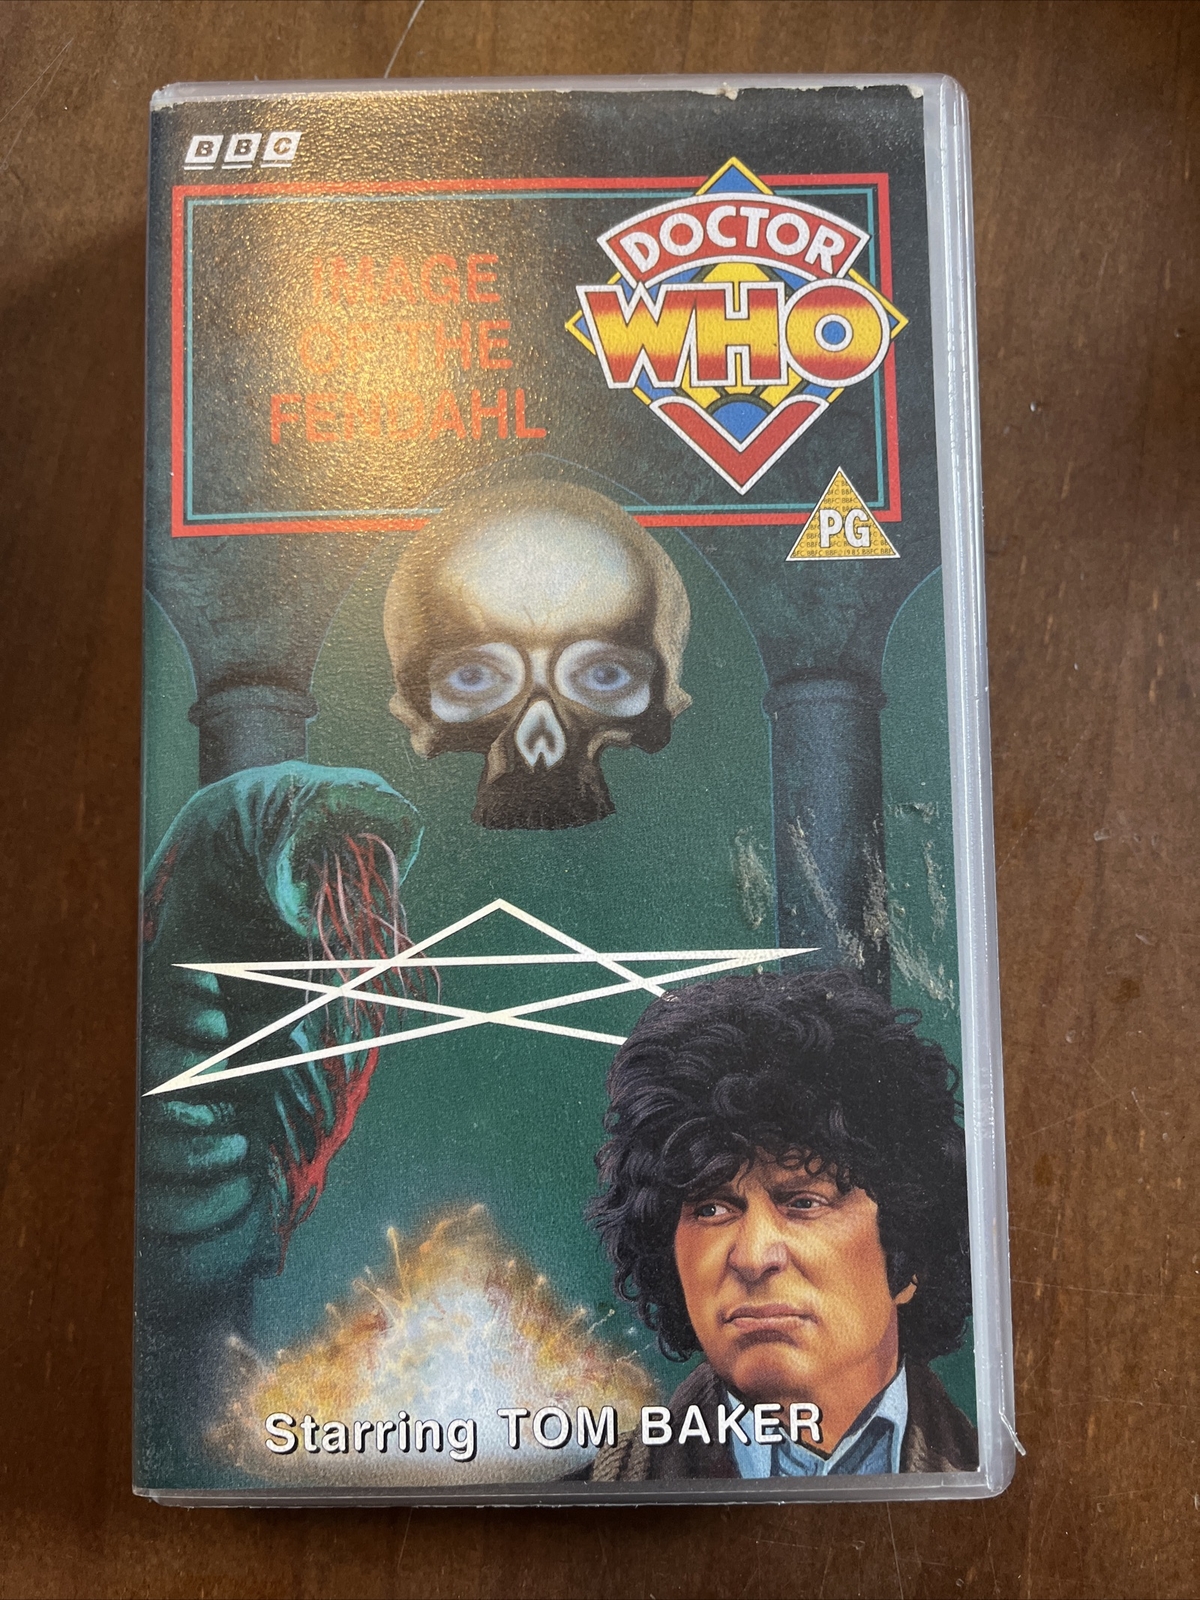 BBC
IMAGE
OF THE
FENDAHL
DOCTOR
WHO
PG
Starring TOM BAKER